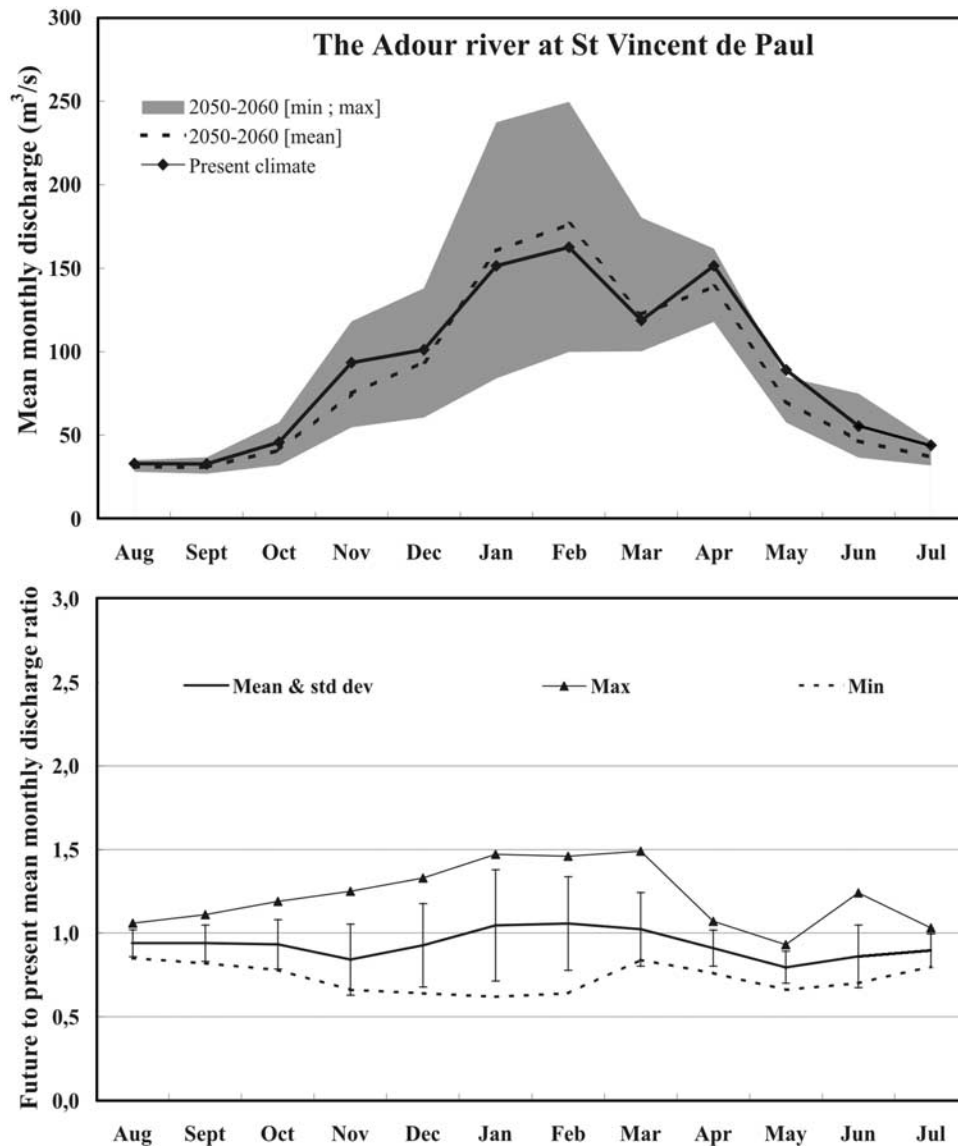 The Adour river at St Vincent de Paul
Mean monthly discharge (m³/s)
300
250
200
150
100
50
0
2050-2060 [min ; max]
2050-2060 [mean]
Present climate
Aug Sept Oct Nov Dec Jan Feb Mar Apr May Jun Jul
Future to present mean monthly discharge ratio
3,0
2,5
2,0
1,5
1,0
0,5
0,0
Mean & std dev Max Min
Aug Sept Oct Nov Dec Jan Feb Mar Apr May Jun Jul